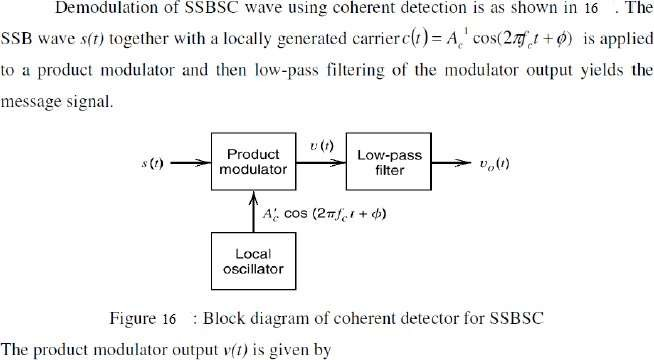 Demodulation of SSBSC wave using coherent detection is as shown in 16 . The
SSB wave s(t) together with a locally generated carrier c(t) = A_c^1 cos(2πf_c t + ϕ) is applied
to a product modulator and then low-pass filtering of the modulator output yields the
message signal.
s(t)
Product
modulator
v(t)
Low-pass
filter
v_o(t)
A'_c cos (2πf_c t + ϕ)
Local
oscillator
Figure 16 : Block diagram of coherent detector for SSBSC
The product modulator output v(t) is given by